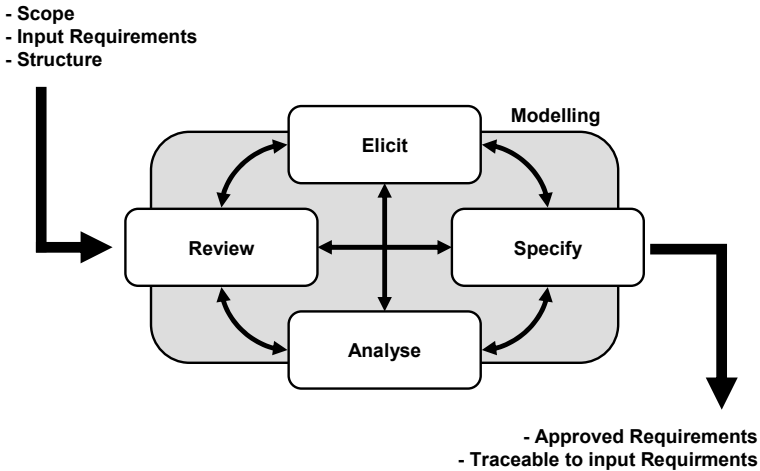 - Scope
- Input Requirements
- Structure
Modelling
Elicit
Review
Specify
Analyse
- Approved Requirements
- Traceable to input Requirments